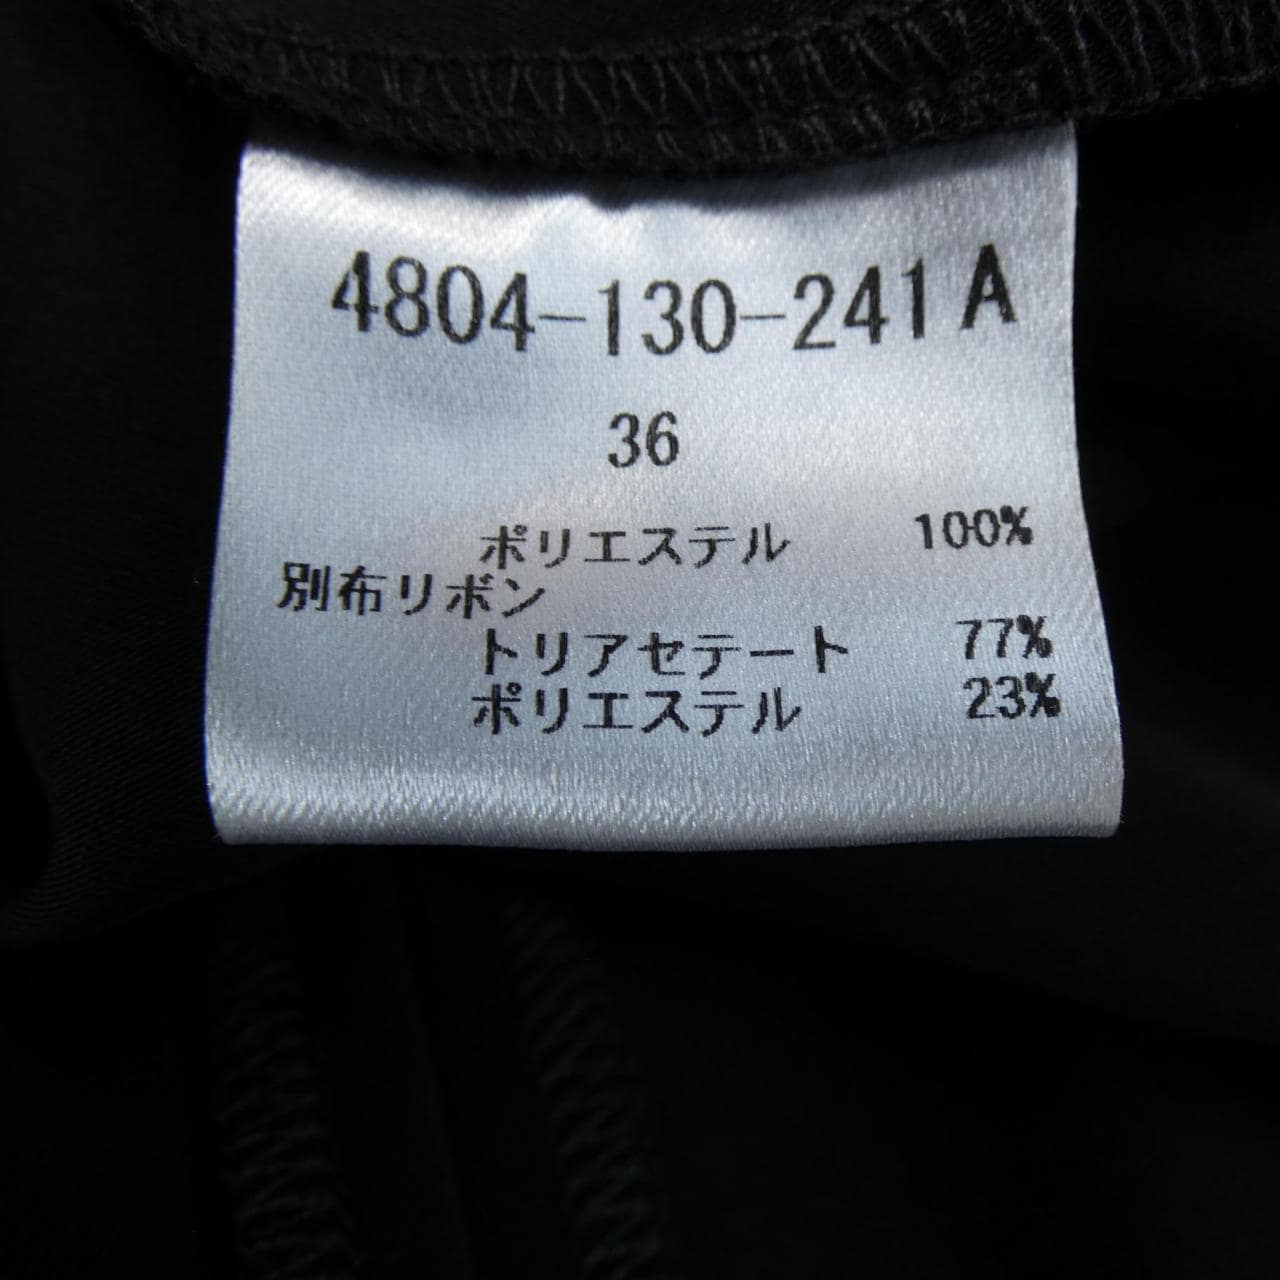 4804-130-241 A
36
ポリエステル 100%
別布リボン
トリアセテート 77%
ポリエステル 23%